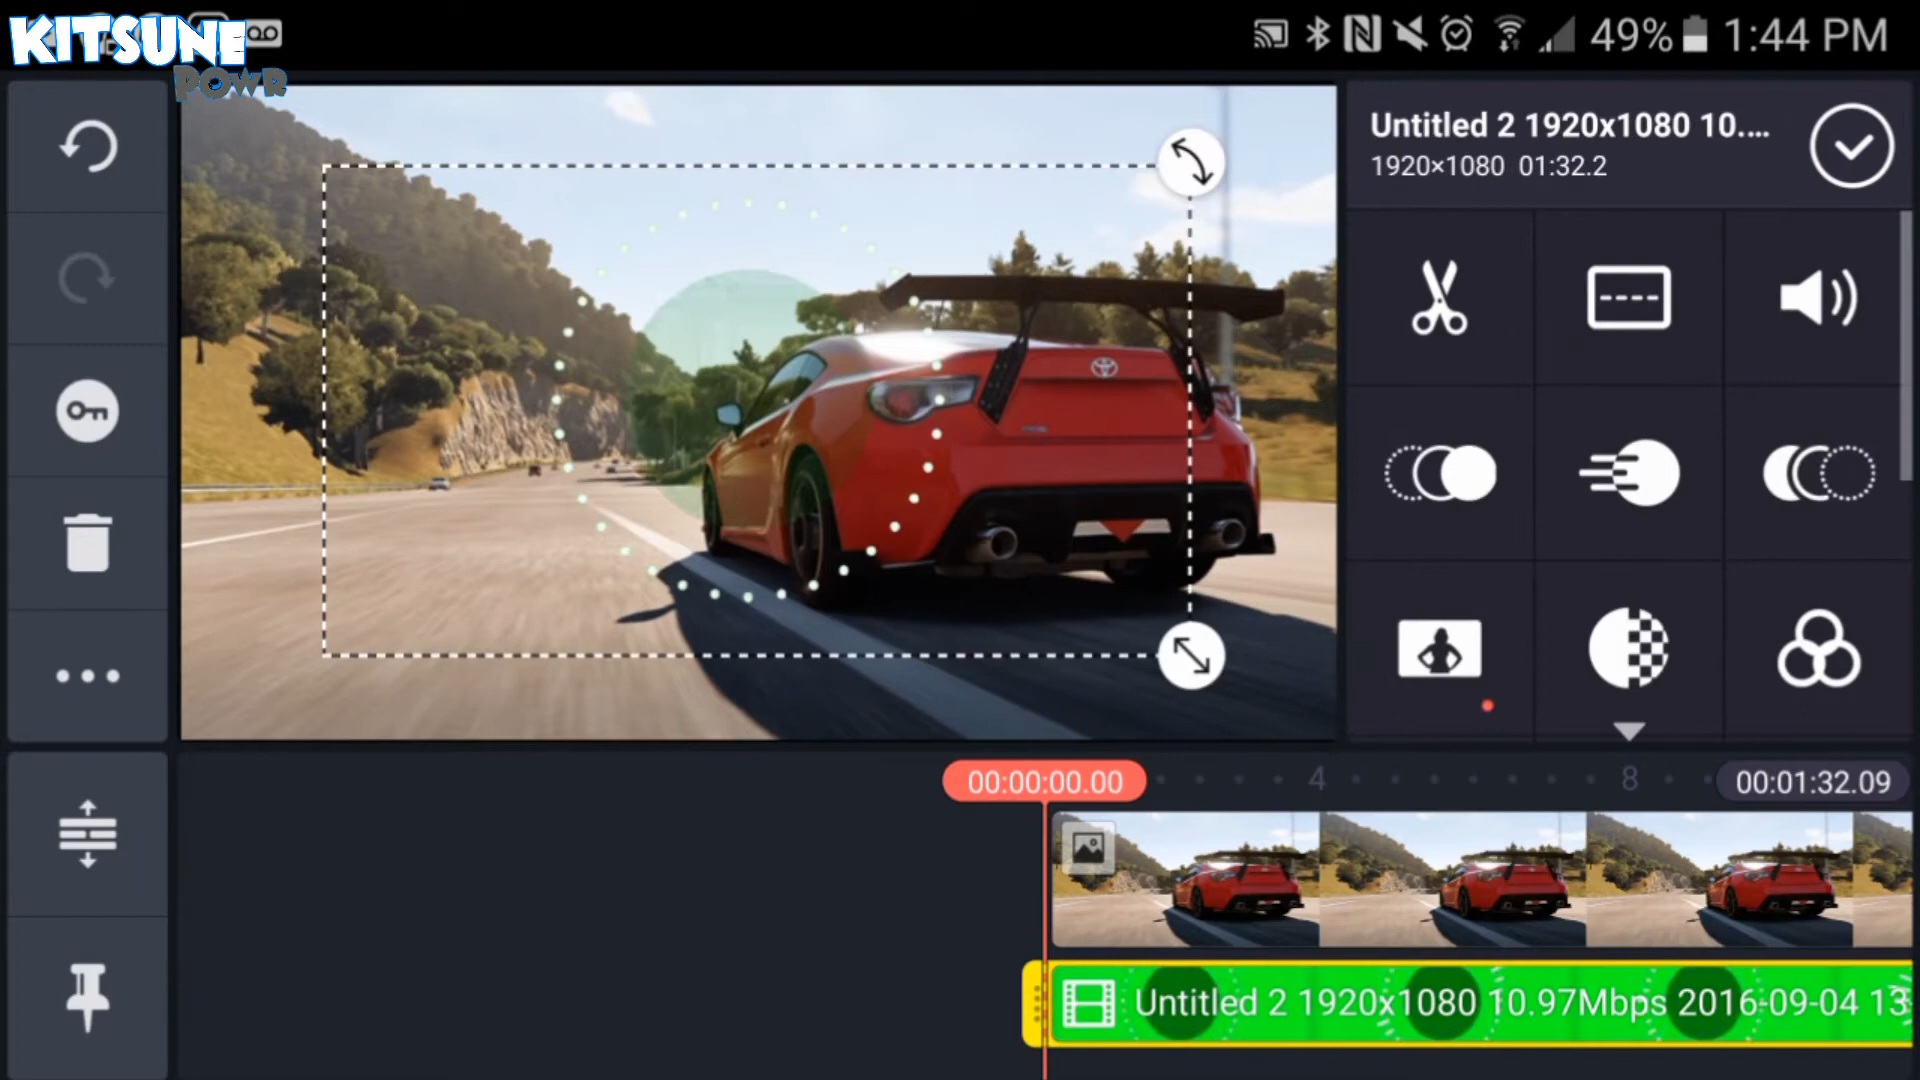 KITSUNE
POWR
49% 1:44 PM
Untitled 2 1920x1080 10....
1920×1080 01:32.2
00:00:00.00
4
8
00:01:32.09
Untitled 2 1920x1080 10.97Mbps 2016-09-04 13